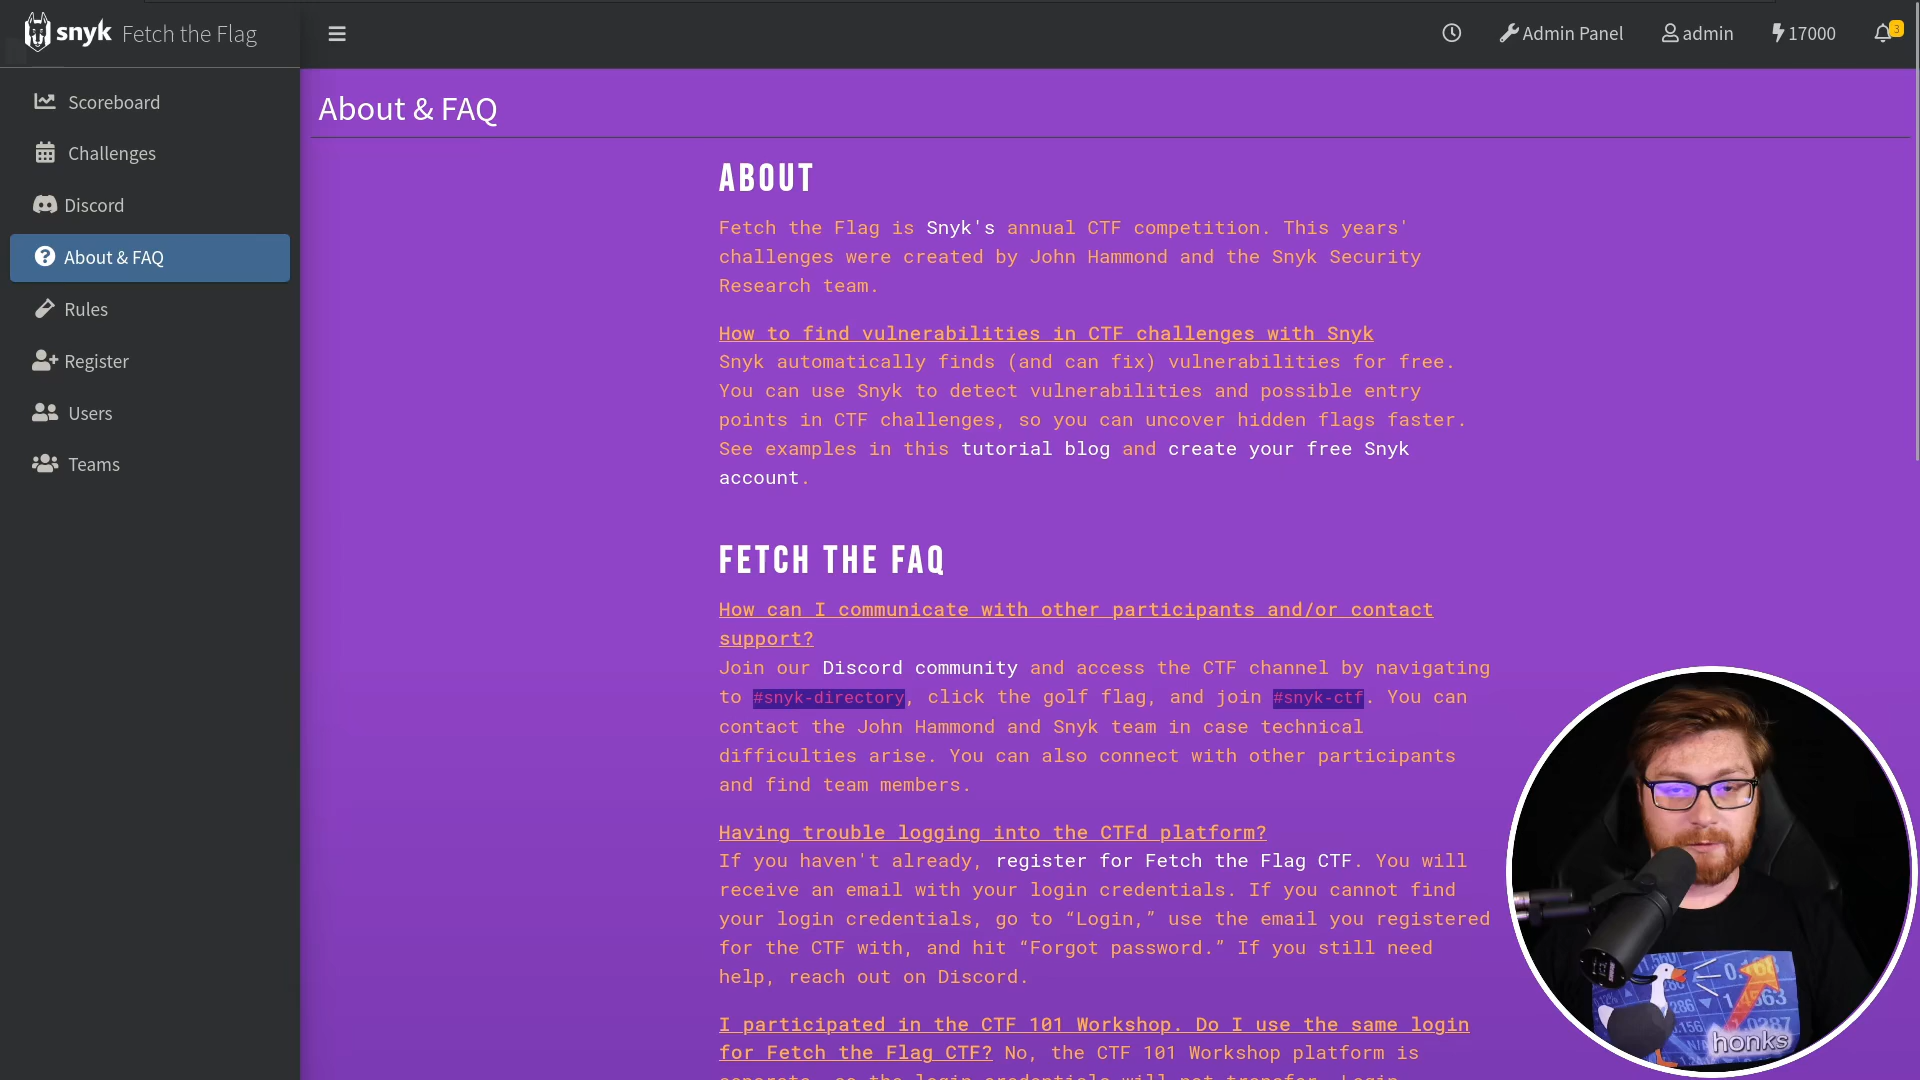 snyk Fetch the Flag
Admin Panel
admin
17000
3
Scoreboard
Challenges
Discord
About & FAQ
Rules
Register
Users
Teams
About & FAQ
ABOUT
Fetch the Flag is Snyk's annual CTF competition. This years'
challenges were created by John Hammond and the Snyk Security
Research team.
How to find vulnerabilities in CTF challenges with Snyk
Snyk automatically finds (and can fix) vulnerabilities for free.
You can use Snyk to detect vulnerabilities and possible entry
points in CTF challenges, so you can uncover hidden flags faster.
See examples in this tutorial blog and create your free Snyk
account.
FETCH THE FAQ
How can I communicate with other participants and/or contact
support?
Join our Discord community and access the CTF channel by navigating
to #snyk-directory, click the golf flag, and join #snyk-ctf. You can
contact the John Hammond and Snyk team in case technical
difficulties arise. You can also connect with other participants
and find team members.
Having trouble logging into the CTFd platform?
If you haven't already, register for Fetch the Flag CTF. You will
receive an email with your login credentials. If you cannot find
your login credentials, go to “Login,” use the email you registered
for the CTF with, and hit “Forgot password.” If you still need
help, reach out on Discord.
I participated in the CTF 101 Workshop. Do I use the same login
for Fetch the Flag CTF? No, the CTF 101 Workshop platform is
honks